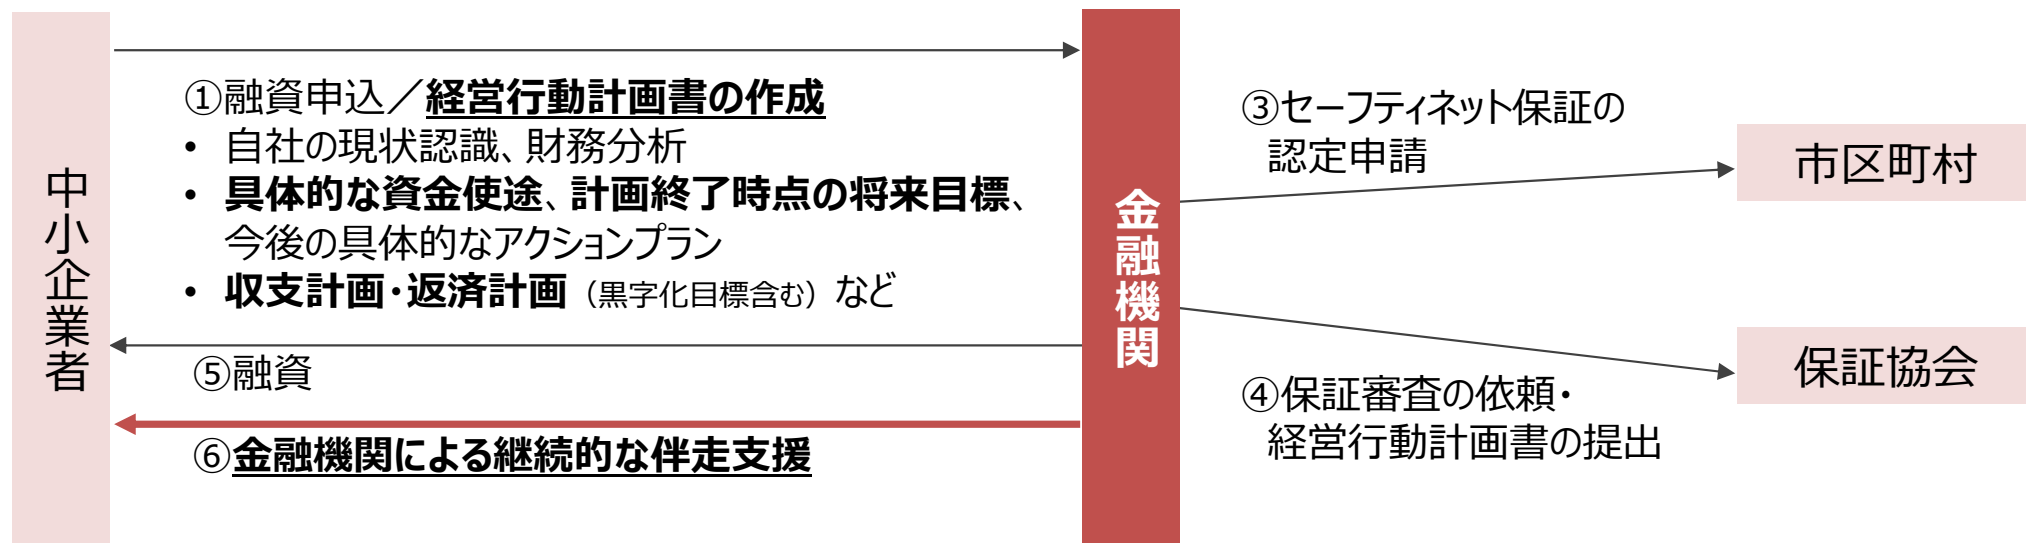 中小企業者
①融資申込／経営行動計画書の作成
• 自社の現状認識、財務分析
• 具体的な資金使途、計画終了時点の将来目標、
今後の具体的なアクションプラン
• 収支計画・返済計画（黒字化目標含む）など
⑤融資
⑥金融機関による継続的な伴走支援
金融機関
③セーフティネット保証の
認定申請
市区町村
保証協会
④保証審査の依頼・
経営行動計画書の提出